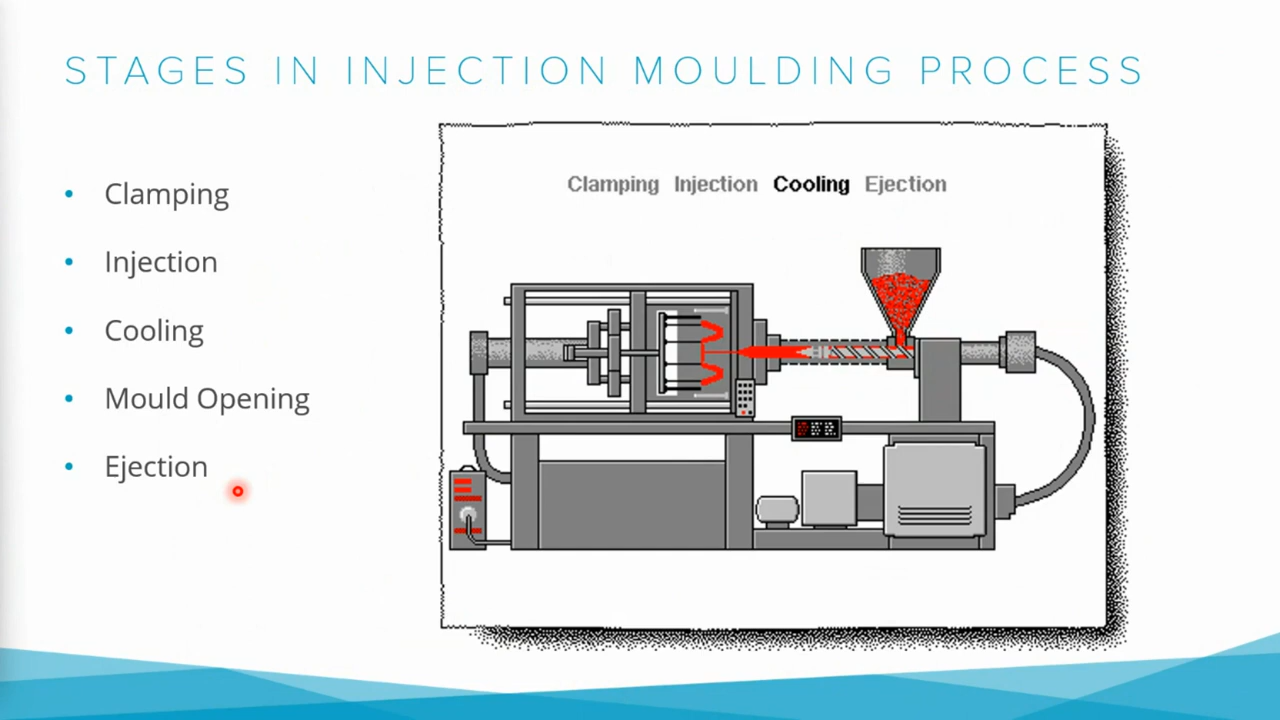 STAGES IN INJECTION MOULDING PROCESS
• Clamping
• Injection
• Cooling
• Mould Opening
• Ejection
Clamping Injection Cooling Ejection